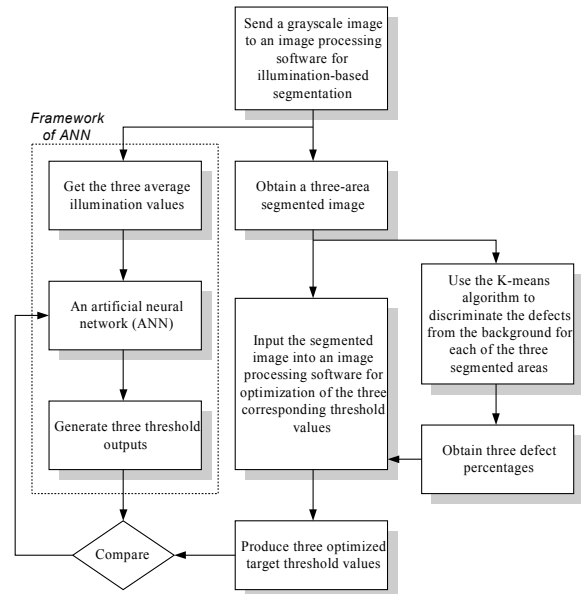 Send a grayscale image
to an image processing
software for
illumination-based
segmentation
Framework
of ANN
Get the three average
illumination values
Obtain a three-area
segmented image
An artificial neural
network (ANN)
Input the segmented
image into an image
processing software for
optimization of the three
corresponding threshold
values
Use the K-means
algorithm to
discriminate the defects
from the background for
each of the three
segmented areas
Generate three threshold
outputs
Obtain three defect
percentages
Compare
Produce three optimized
target threshold values